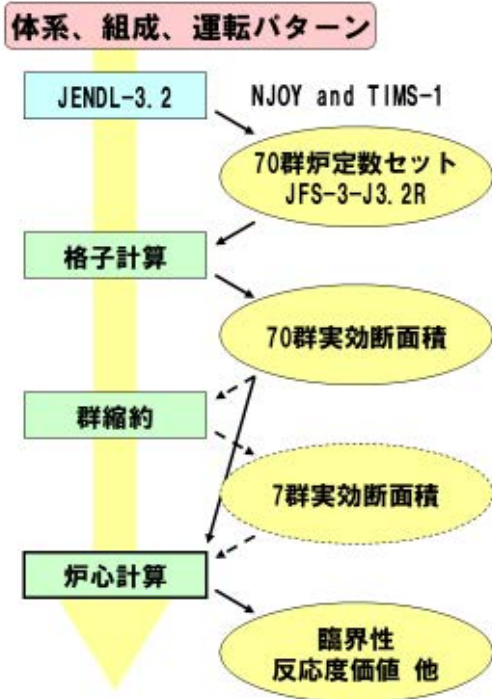 体系、組成、運転パターン
JENDL-3.2
NJOY and TIMS-1
70群炉定数セット
JFS-3-J3.2R
格子計算
70群実効断面積
群縮約
7群実効断面積
炉心計算
臨界性
反応度価値 他